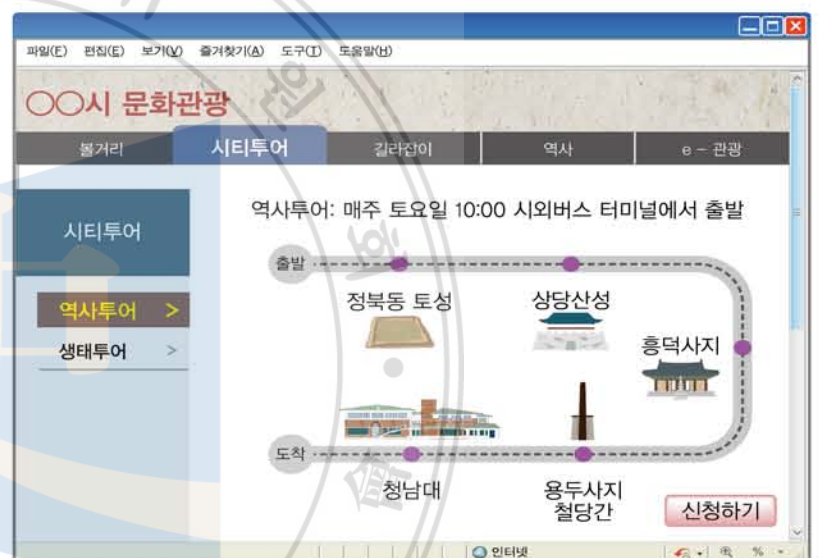 파일(F) 편집(E) 보기(V) 즐겨찾기(A) 도구(T) 도움말(H)
○○시 문화관광
볼거리 시티투어 길라잡이 역사 e - 관광
시티투어
역사투어 >
생태투어 >
역사투어: 매주 토요일 10:00 시외버스 터미널에서 출발
출발
정북동 토성
상당산성
흥덕사지
도착
청남대
용두사지
철당간
신청하기
인터넷
%